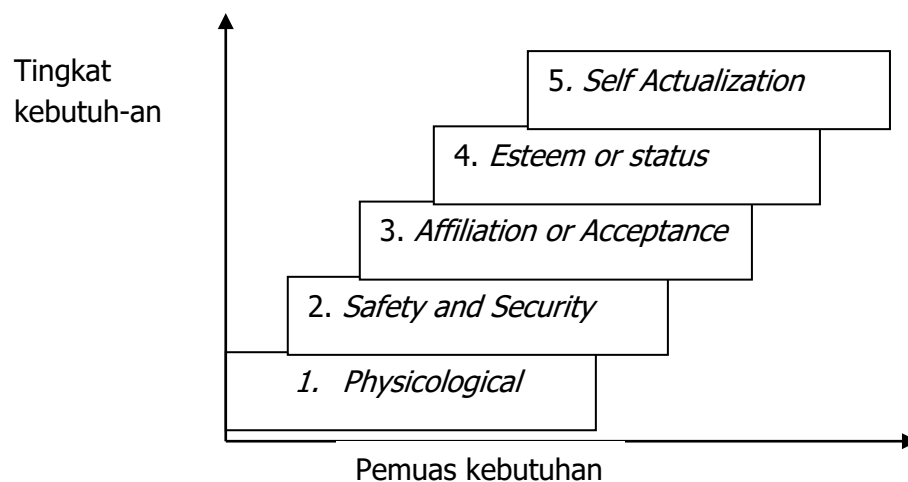 Tingkat
kebutuh-an
5. Self Actualization
4. Esteem or status
3. Affiliation or Acceptance
2. Safety and Security
1. Physicological
Pemuas kebutuhan